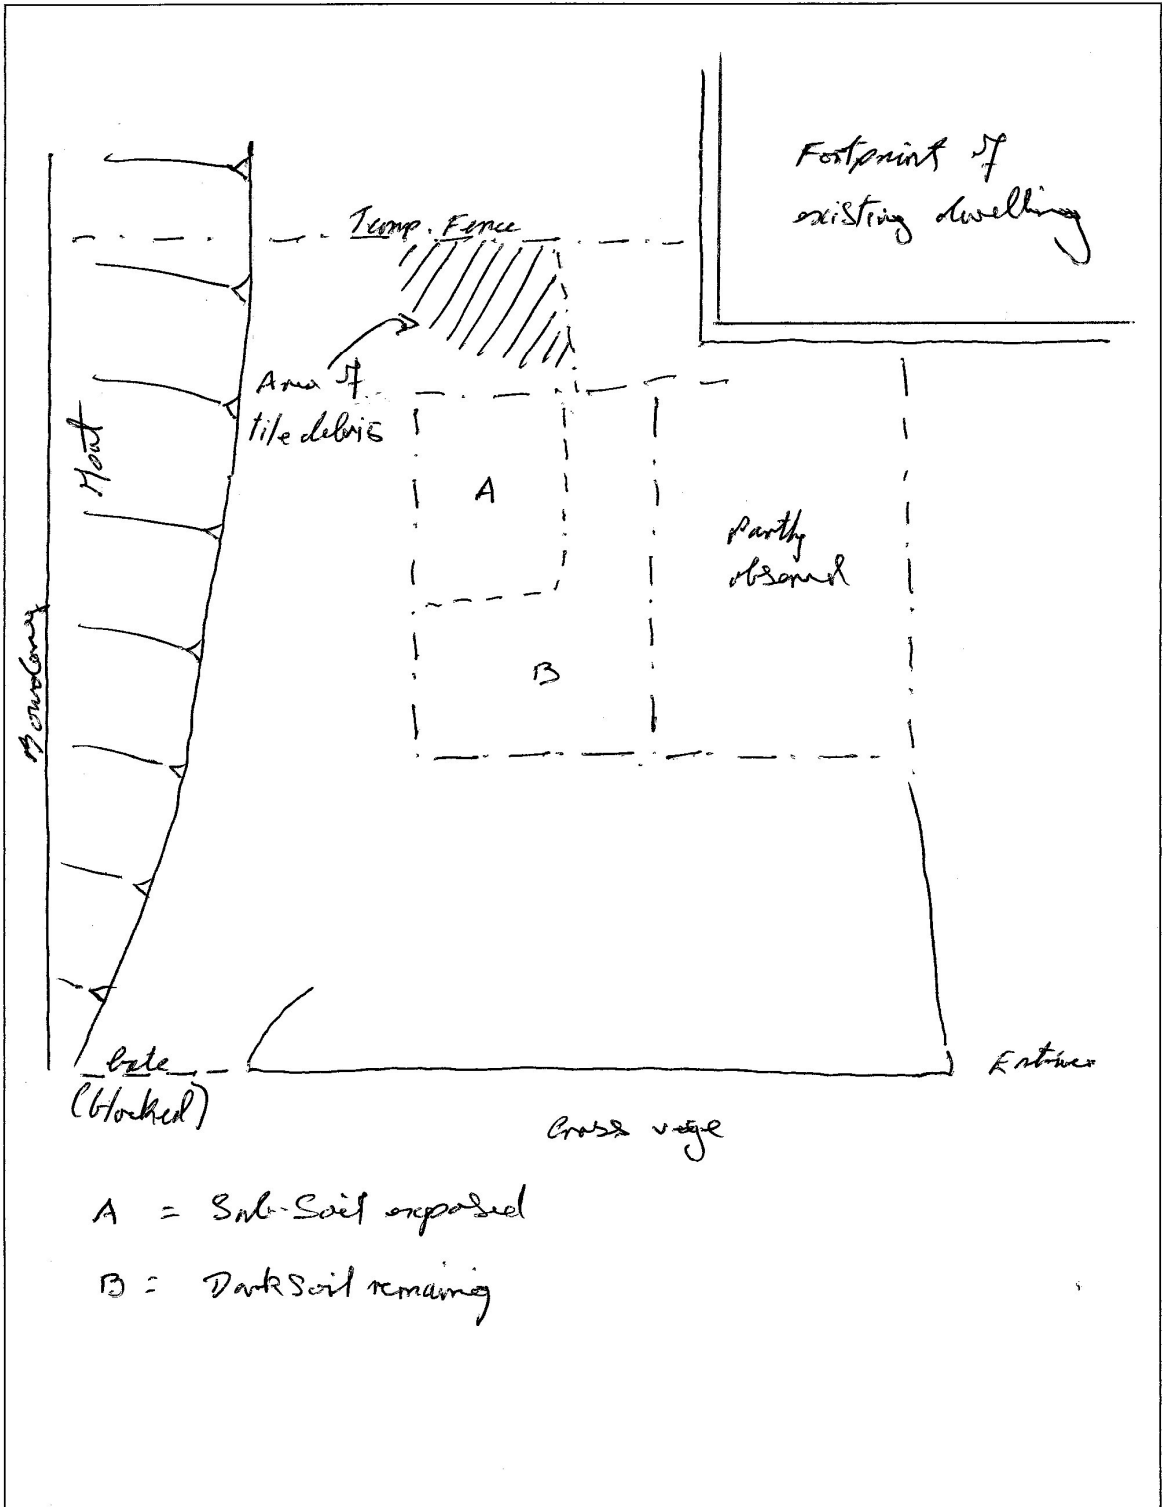 Footprint of
existing dwelling
Temp. Fence
Area of
tile debris
Moat
A
Partly
observed
Boundary
B
Gate
(blocked)
Entrance
Grass verge
A = Sub-Soil exposed
B = Dark Soil remaining